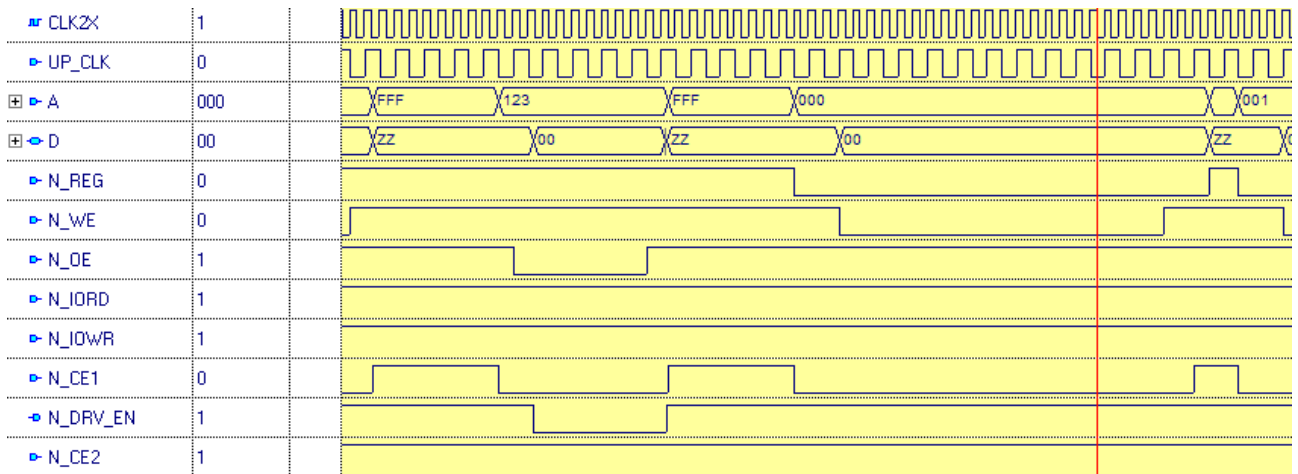 CLK2X 1
UP_CLK 0
A 000 FFF 123 FFF 000 001
D 00 ZZ 00 ZZ 00 ZZ
N_REG 0
N_WE 0
N_OE 1
N_IORD 1
N_IOWR 1
N_CE1 0
N_DRV_EN 1
N_CE2 1